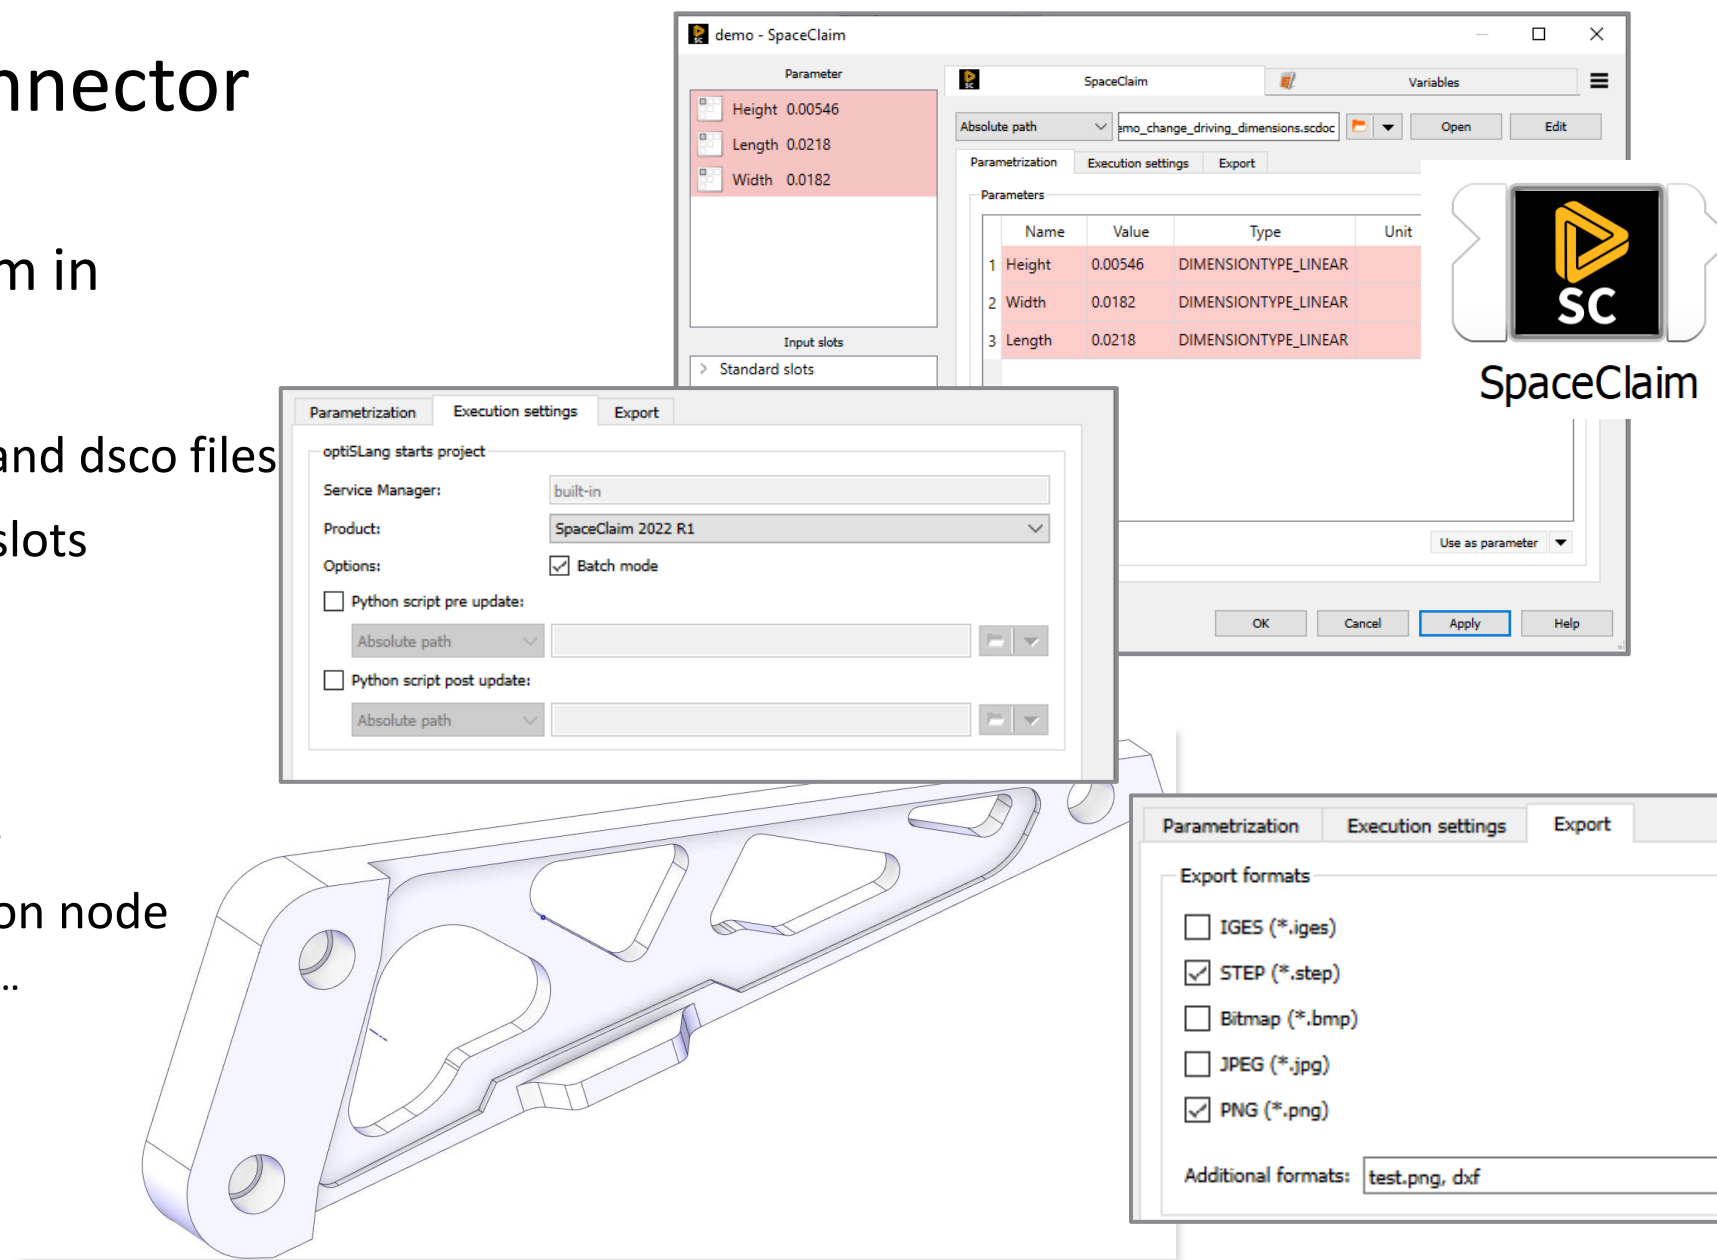 nnector
m in
and dsco files
slots
on node
..
demo - SpaceClaim
Parameter
Height 0.00546
Length 0.0218
Width 0.0182
Input slots
Standard slots
SpaceClaim
Variables
Absolute path
emo_change_driving_dimensions.scdoc
Open
Edit
Parametrization Execution settings Export
Parameters
Name Value Type Unit
1 Height 0.00546 DIMENSIONTYPE_LINEAR
2 Width 0.0182 DIMENSIONTYPE_LINEAR
3 Length 0.0218 DIMENSIONTYPE_LINEAR
Use as parameter
OK Cancel Apply Help
SC
SpaceClaim
Parametrization Execution settings Export
optiSLang starts project
Service Manager: built-in
Product: SpaceClaim 2022 R1
Options: Batch mode
Python script pre update:
Absolute path
Python script post update:
Absolute path
Parametrization Execution settings Export
Export formats
IGES (*.iges)
STEP (*.step)
Bitmap (*.bmp)
JPEG (*.jpg)
PNG (*.png)
Additional formats: test.png, dxf